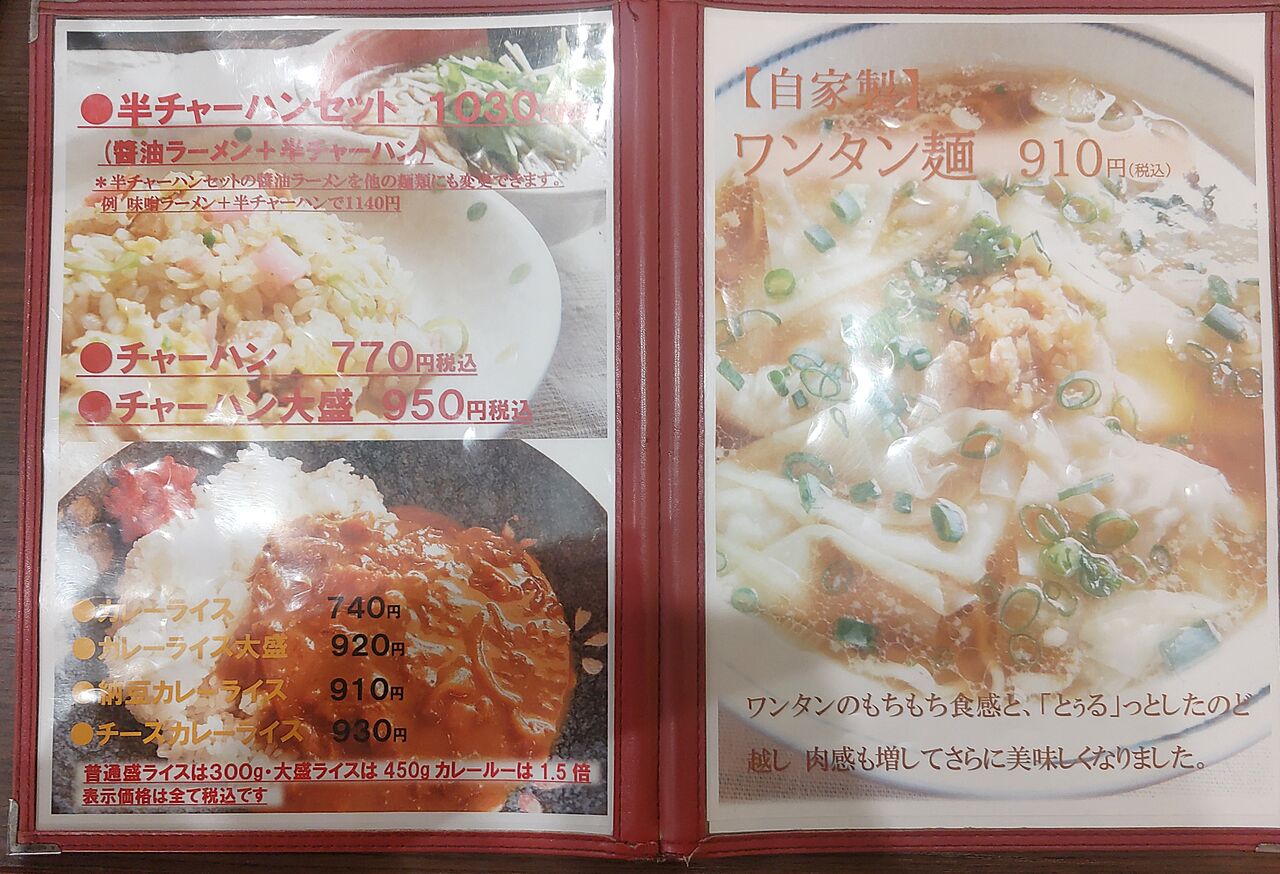 ●半チャーハンセット 1030円税込
(醬油ラーメン+半チャーハン)
*半チャーハンセットの醬油ラーメンを他の麺類にも変更できます。
例 味噌ラーメン+半チャーハンで1140円
●チャーハン 770円税込
●チャーハン大盛 950円税込
●カレーライス 740円
●カレーライス大盛 920円
●納豆カレーライス 910円
●チーズカレーライス 930円
普通盛ライスは300g・大盛ライスは450gカレールーは1.5倍
表示価格は全て税込です
【自家製】
ワンタン麺 910円(税込)
ワンタンのもちもち食感と、「とぅる」っとしたのど
越し 肉感も増してさらに美味しくなりました。